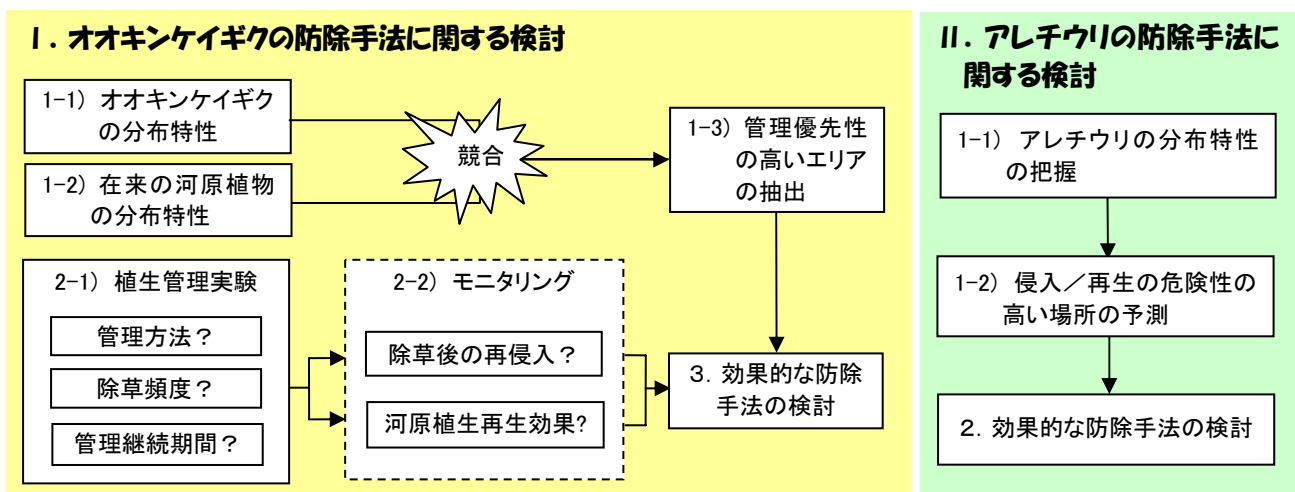 Ⅰ. オオキンケイギクの防除手法に関する検討
1-1) オオキンケイギク
の分布特性
1-2) 在来の河原植物
の分布特性
競合
1-3) 管理優先性
の高いエリア
の抽出
2-1) 植生管理実験
管理方法？
除草頻度？
管理継続期間？
2-2) モニタリング
除草後の再侵入？
河原植生再生効果?
３. 効果的な防除
手法の検討
Ⅱ. アレチウリの防除手法に
関する検討
1-1) アレチウリの分布特性
の把握
1-2) 侵入／再生の危険性の
高い場所の予測
２. 効果的な防除手法の検討